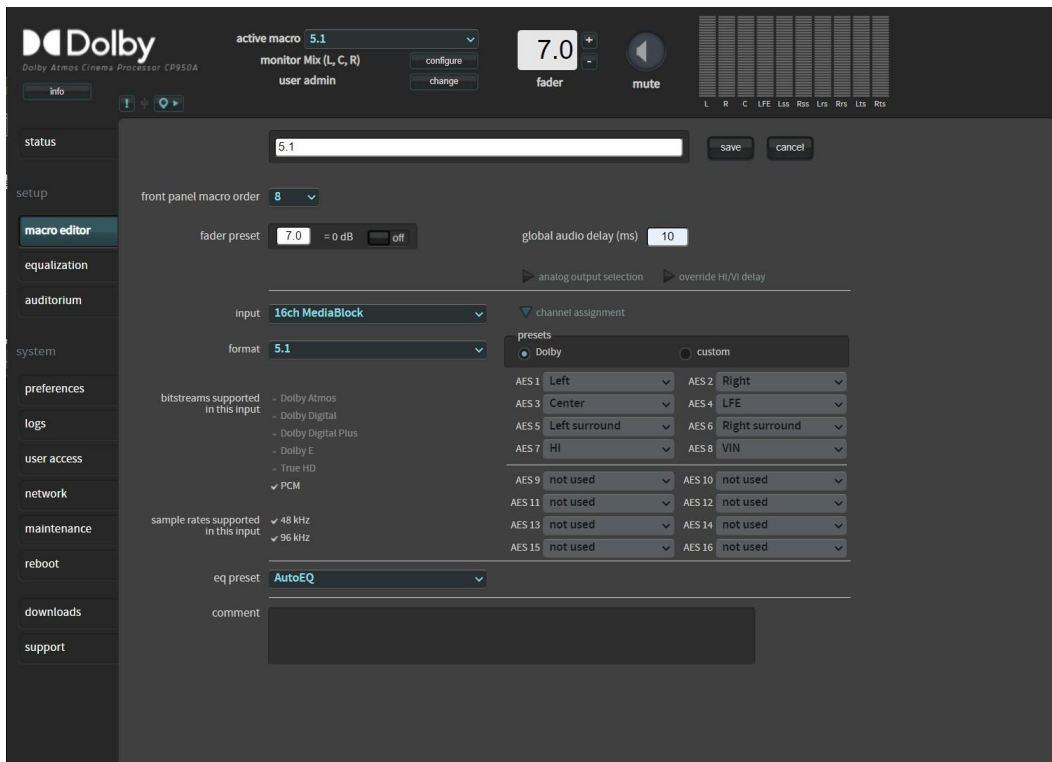 Dolby
Dolby Atmos Cinema Processor CP950A
info
active macro 5.1
monitor Mix (L, C, R) configure
user admin change
7.0 + -
fader
mute
L R C LFE Lss Rss Lrs Rrs Lts Rts
status
setup
macro editor
equalization
auditorium
system
preferences
logs
user access
network
maintenance
reboot
downloads
support
5.1 save cancel
front panel macro order 8
fader preset 7.0 = 0 dB off global audio delay (ms) 10
analog output selection override HI/VI delay
input 16ch MediaBlock
format 5.1
bitstreams supported
in this input
- Dolby Atmos
- Dolby Digital
- Dolby Digital Plus
- Dolby E
- True HD
✓ PCM
sample rates supported
in this input
✓ 48 kHz
✓ 96 kHz
channel assignment
presets
Dolby custom
AES 1 Left AES 2 Right
AES 3 Center AES 4 LFE
AES 5 Left surround AES 6 Right surround
AES 7 HI AES 8 VIN
AES 9 not used AES 10 not used
AES 11 not used AES 12 not used
AES 13 not used AES 14 not used
AES 15 not used AES 16 not used
eq preset AutoEQ
comment